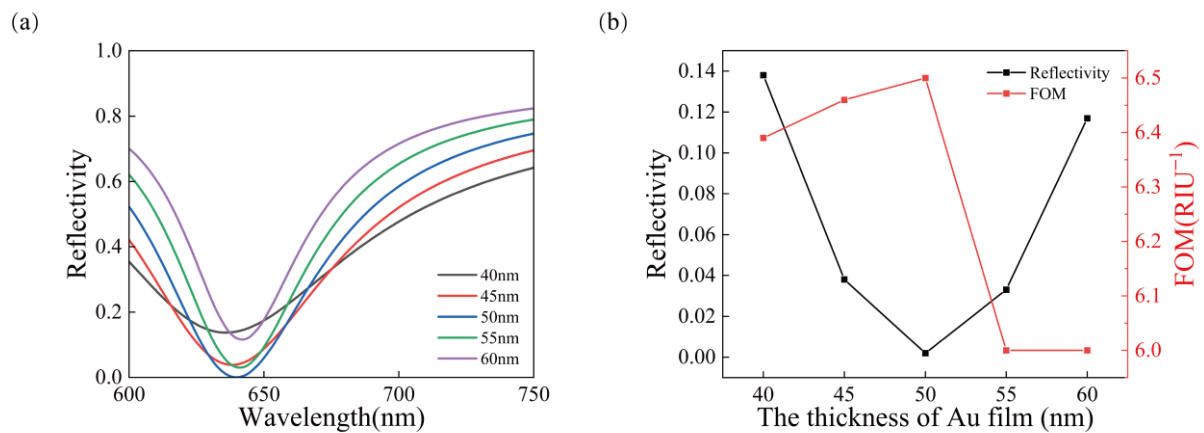 (a)
1.0
0.8
0.6
0.4
0.2
0.0
Reflectivity
600
650
700
750
Wavelength(nm)
40nm
45nm
50nm
55nm
60nm
(b)
0.14
0.12
0.10
0.08
0.06
0.04
0.02
0.00
Reflectivity
40
45
50
55
60
The thickness of Au film (nm)
Reflectivity
FOM
6.5
6.4
6.3
6.2
6.1
6.0
FOM(RIU⁻¹)